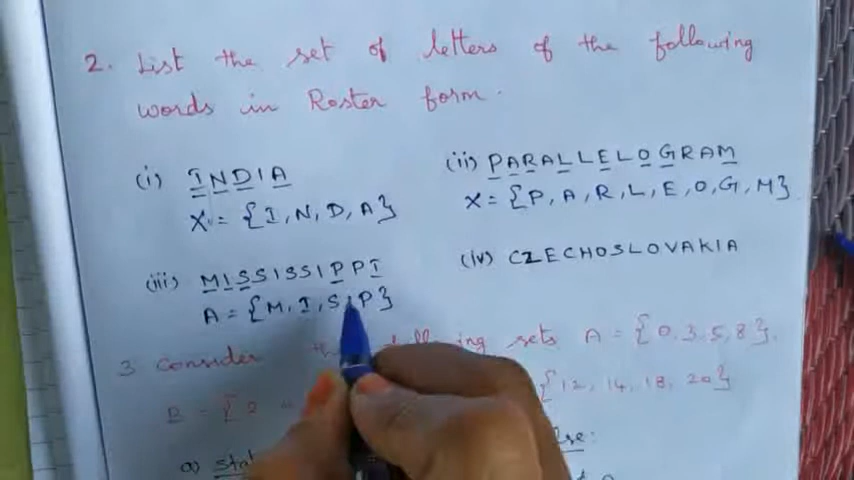 2. List the set of letters of the following
words in Roster form.
(i) INDIA
X = {I, N, D, A}
(ii) PARALLELOGRAM
X = {P, A, R, L, E, O, G, M}
(iii) MISSISSIPPI
A = {M, I, S, P}
(iv) CZECHOSLOVAKIA
3 Consider sets A = {0, 3, 5, 8},
B = {2 {12, 14, 18, 20}
a)